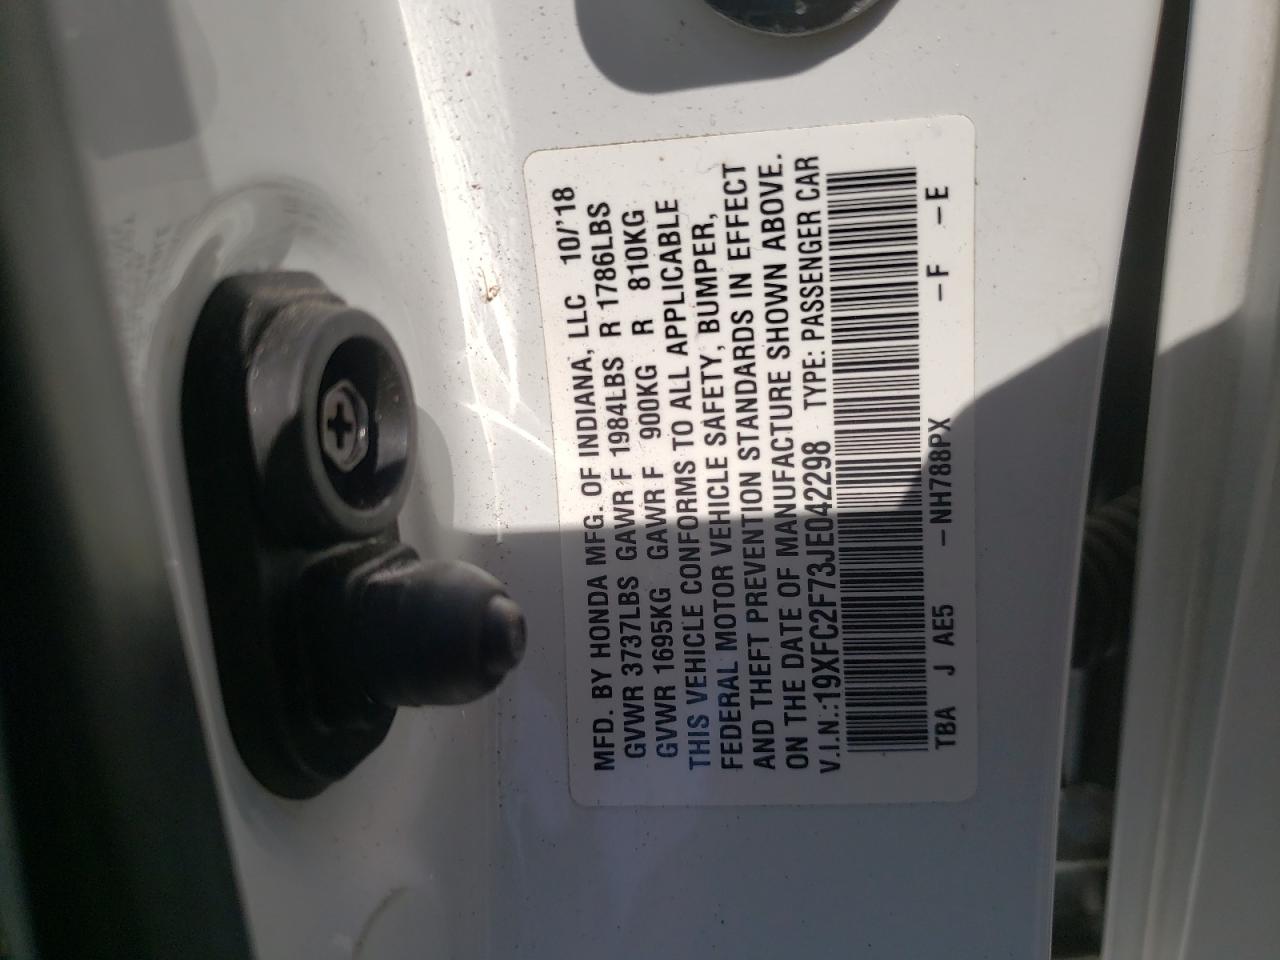 MFD. BY HONDA MFG. OF INDIANA, LLC 10/'18
GVWR 3737LBS GAWR F 1984LBS R 1786LBS
GVWR 1695KG GAWR F 900KG R 810KG
THIS VEHICLE CONFORMS TO ALL APPLICABLE
FEDERAL MOTOR VEHICLE SAFETY, BUMPER,
AND THEFT PREVENTION STANDARDS IN EFFECT
ON THE DATE OF MANUFACTURE SHOWN ABOVE.
V.I.N.:19XFC2F73JE042298 TYPE: PASSENGER CAR
TBA J AE5 -NH788PX -F -E